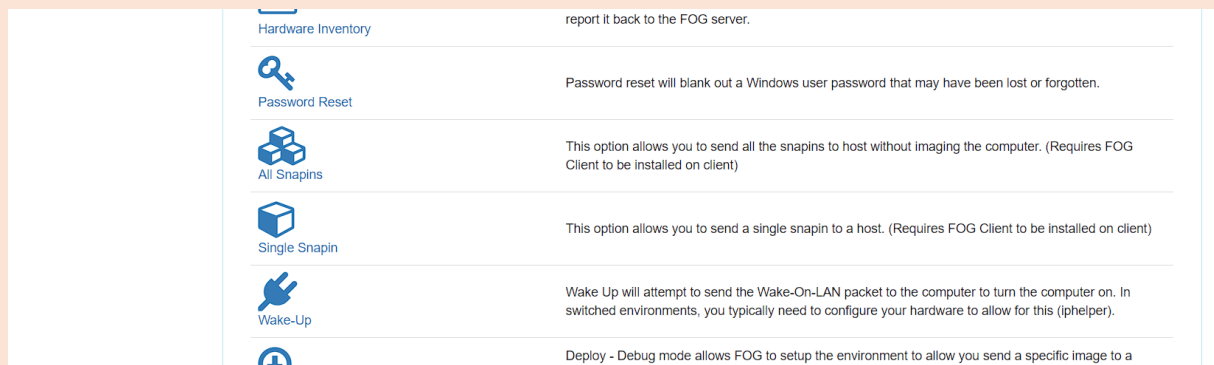 report it back to the FOG server.
Hardware Inventory
Password reset will blank out a Windows user password that may have been lost or forgotten.
Password Reset
This option allows you to send all the snapins to host without imaging the computer. (Requires FOG
Client to be installed on client)
All Snapins
This option allows you to send a single snapin to a host. (Requires FOG Client to be installed on client)
Single Snapin
Wake Up will attempt to send the Wake-On-LAN packet to the computer to turn the computer on. In
switched environments, you typically need to configure your hardware to allow for this (iphelper).
Wake-Up
Deploy - Debug mode allows FOG to setup the environment to allow you send a specific image to a